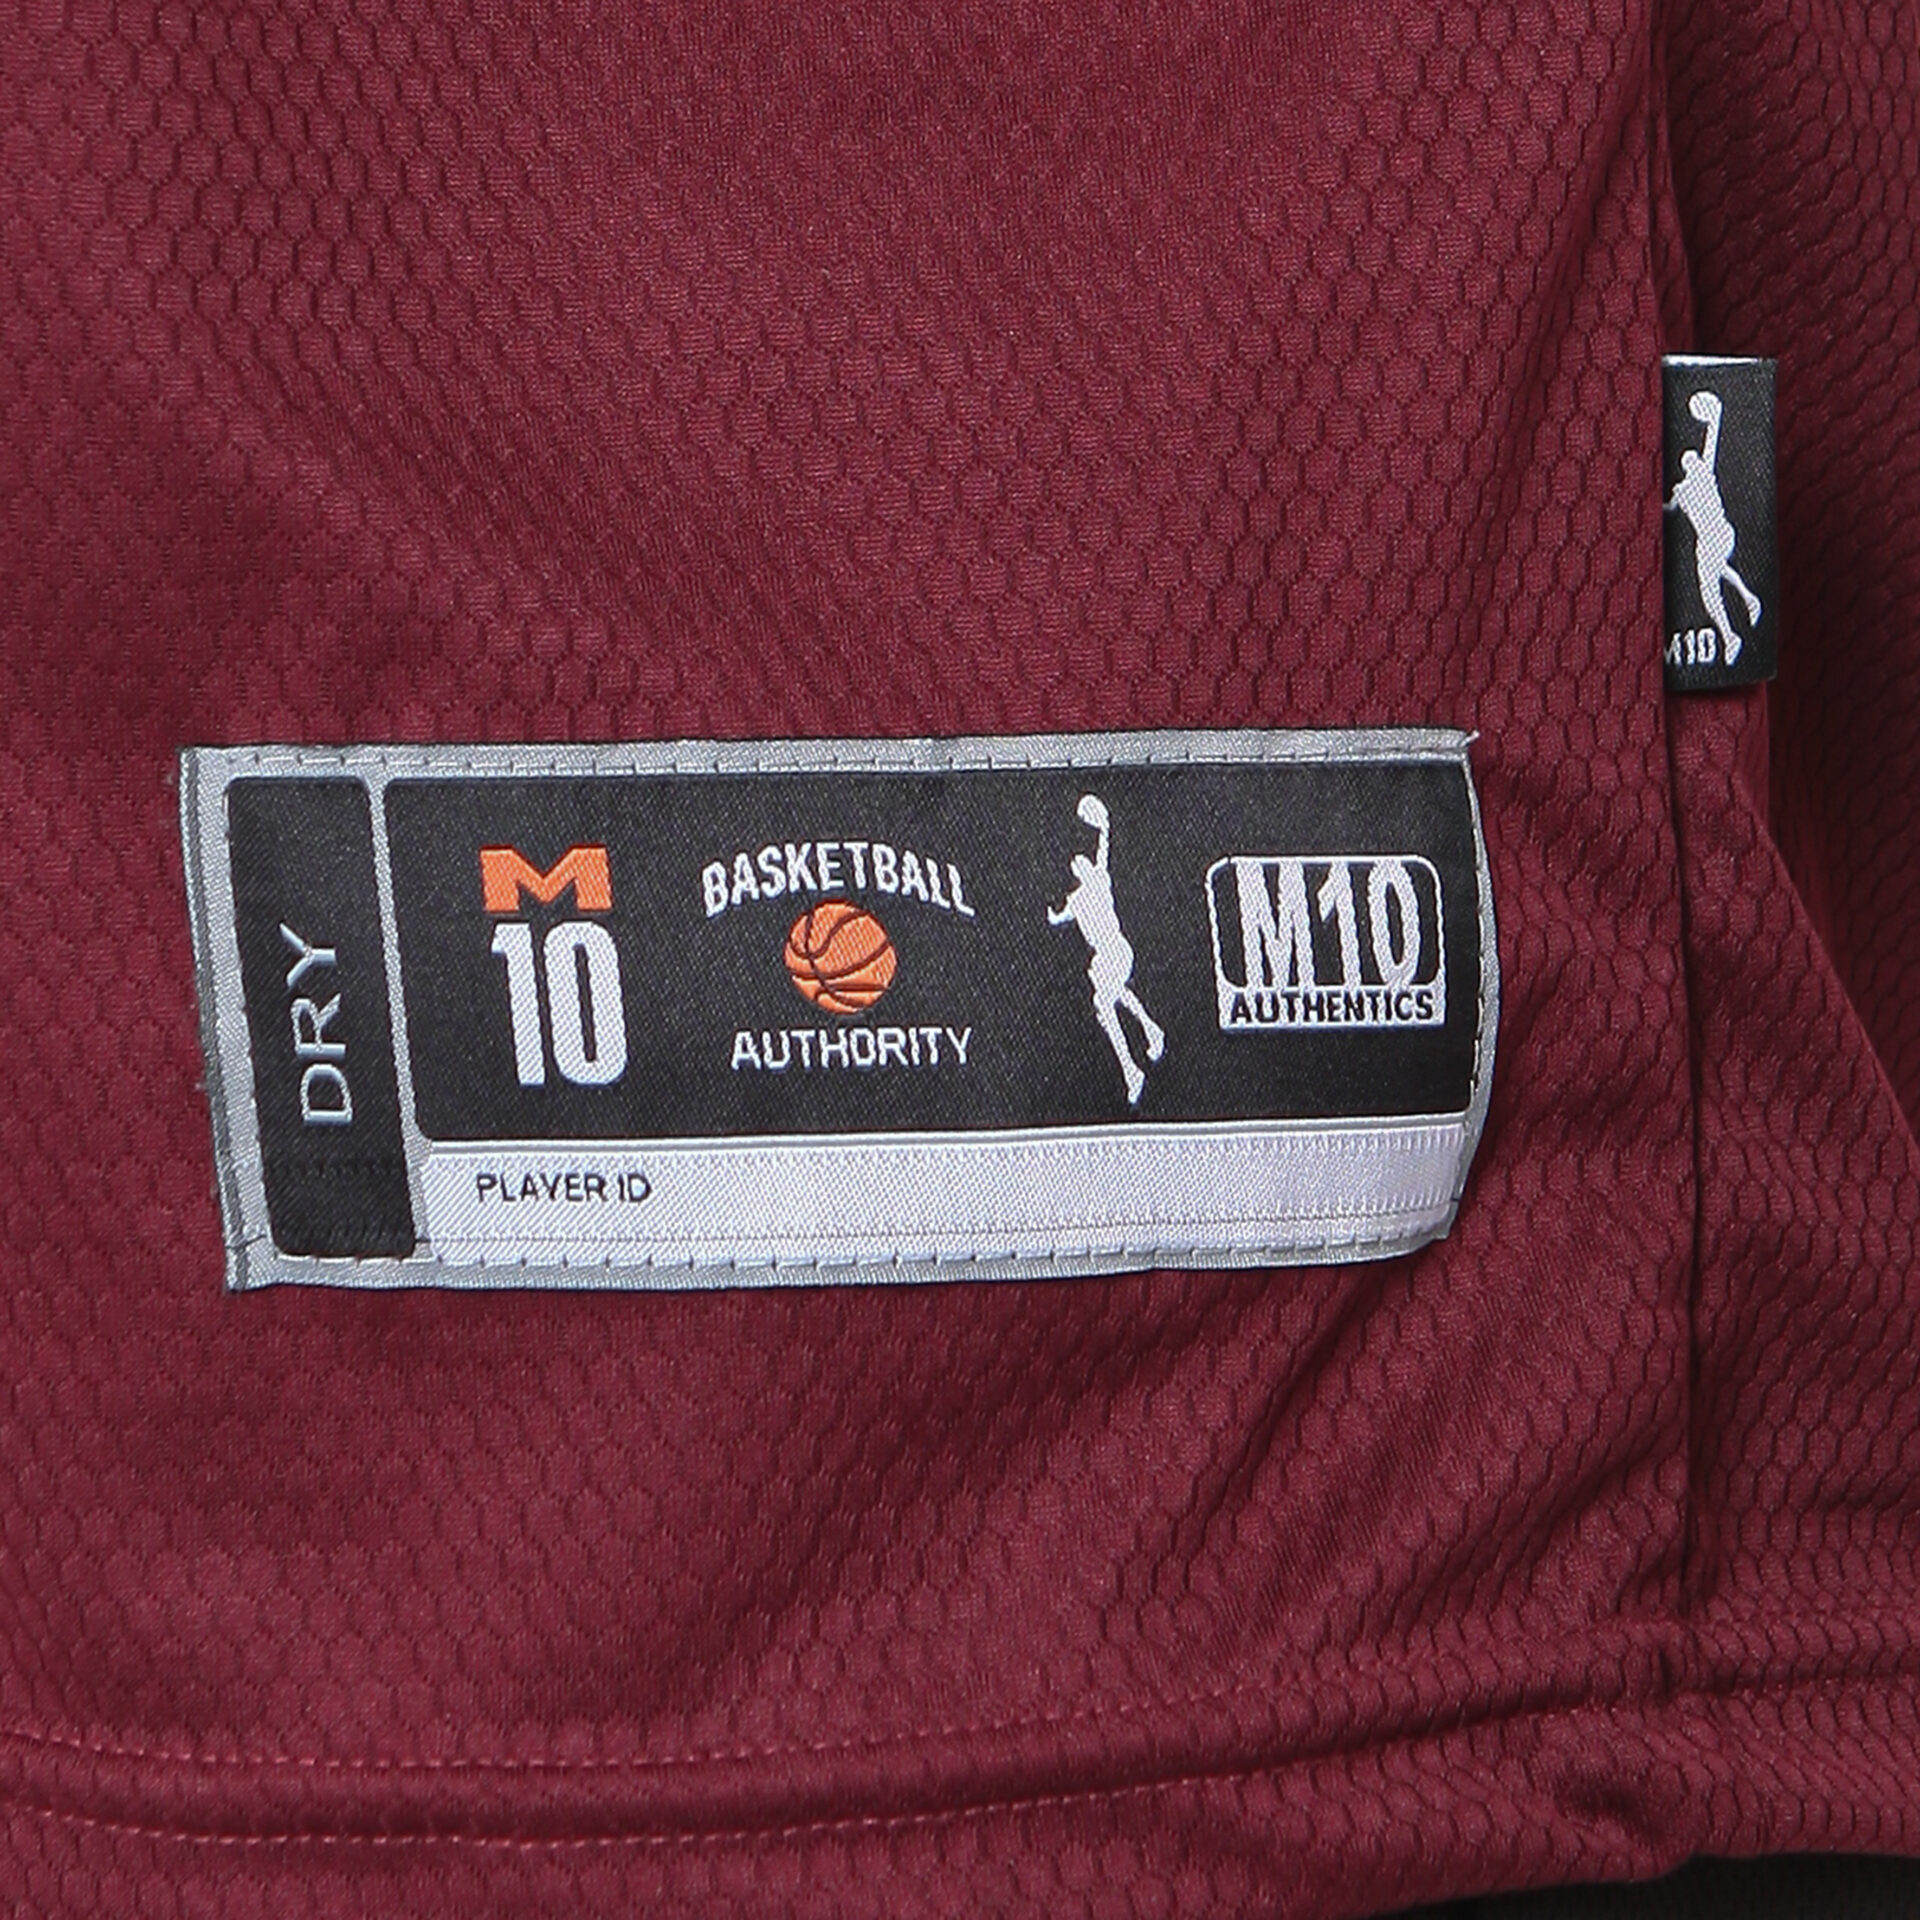 M10
DRY
M
10
BASKETBALL
AUTHORITY
M10
AUTHENTICS
PLAYER ID